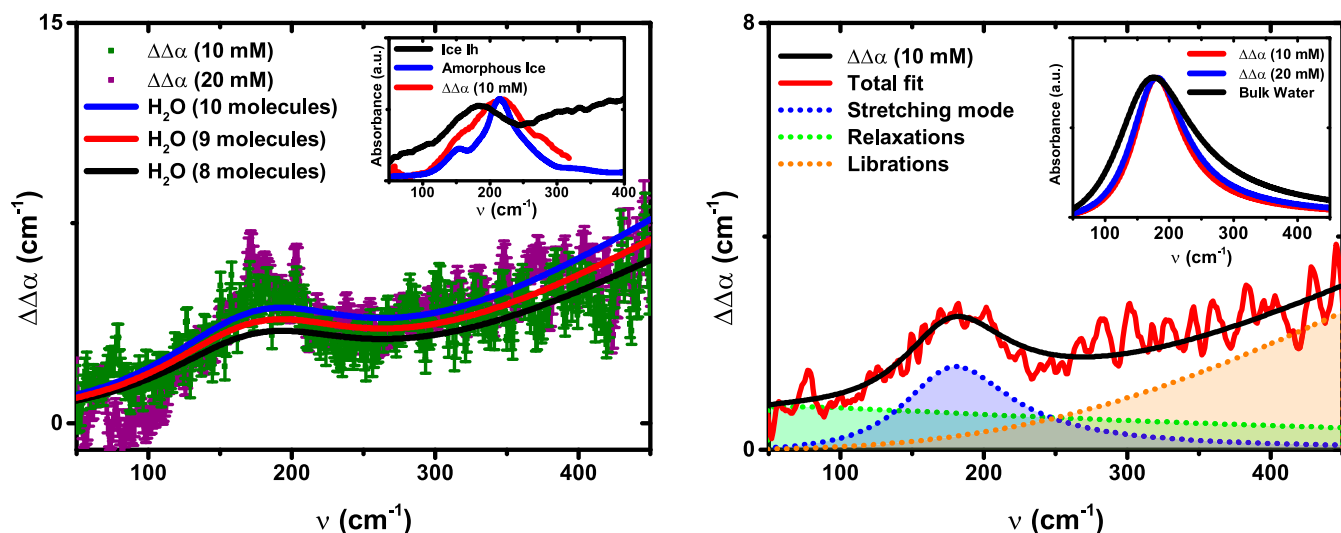 15
0
ΔΔα (cm-1)
ΔΔα (10 mM)
ΔΔα (20 mM)
H2O (10 molecules)
H2O (9 molecules)
H2O (8 molecules)
Absorbance (a.u.)
Ice Ih
Amorphous Ice
ΔΔα (10 mM)
100 200 300 400
ν (cm-1)
100 200 300 400
ν (cm-1)
8
0
ΔΔα (cm-1)
ΔΔα (10 mM)
Total fit
Stretching mode
Relaxations
Librations
Absorbance (a.u.)
ΔΔα (10 mM)
ΔΔα (20 mM)
Bulk Water
100 200 300 400
ν (cm-1)
100 200 300 400
ν (cm-1)